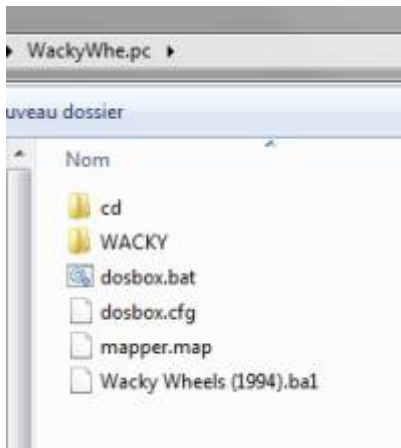 WackyWhe.pc
uveau dossier
Nom
cd
WACKY
dosbox.bat
dosbox.cfg
mapper.map
Wacky Wheels (1994).ba1